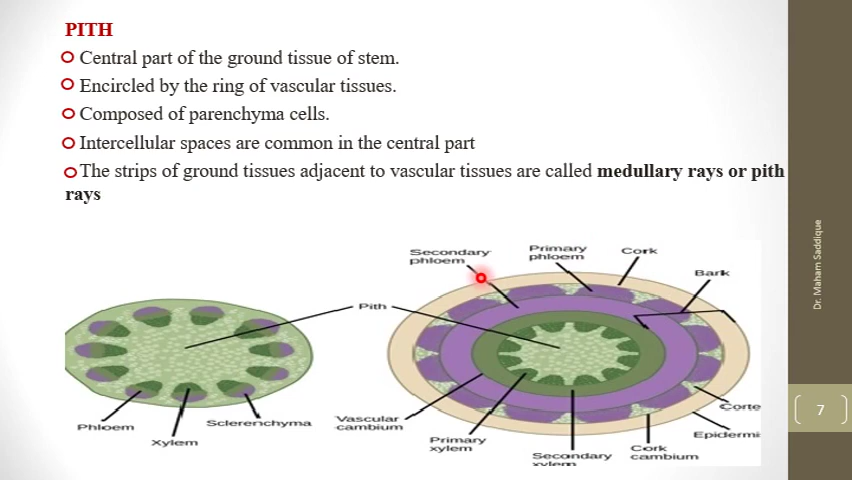 PITH
Central part of the ground tissue of stem.
Encircled by the ring of vascular tissues.
Composed of parenchyma cells.
Intercellular spaces are common in the central part
The strips of ground tissues adjacent to vascular tissues are called medullary rays or pith
rays
Secondary
phloem
Primary
phloem
Cork
Bark
Pith
Phloem
Xylem
Sclerenchyma
Vascular
cambium
Primary
xylem
Secondary
xylem
Cork
cambium
Corte
Epidermi
Dr. Maham Saddique
7